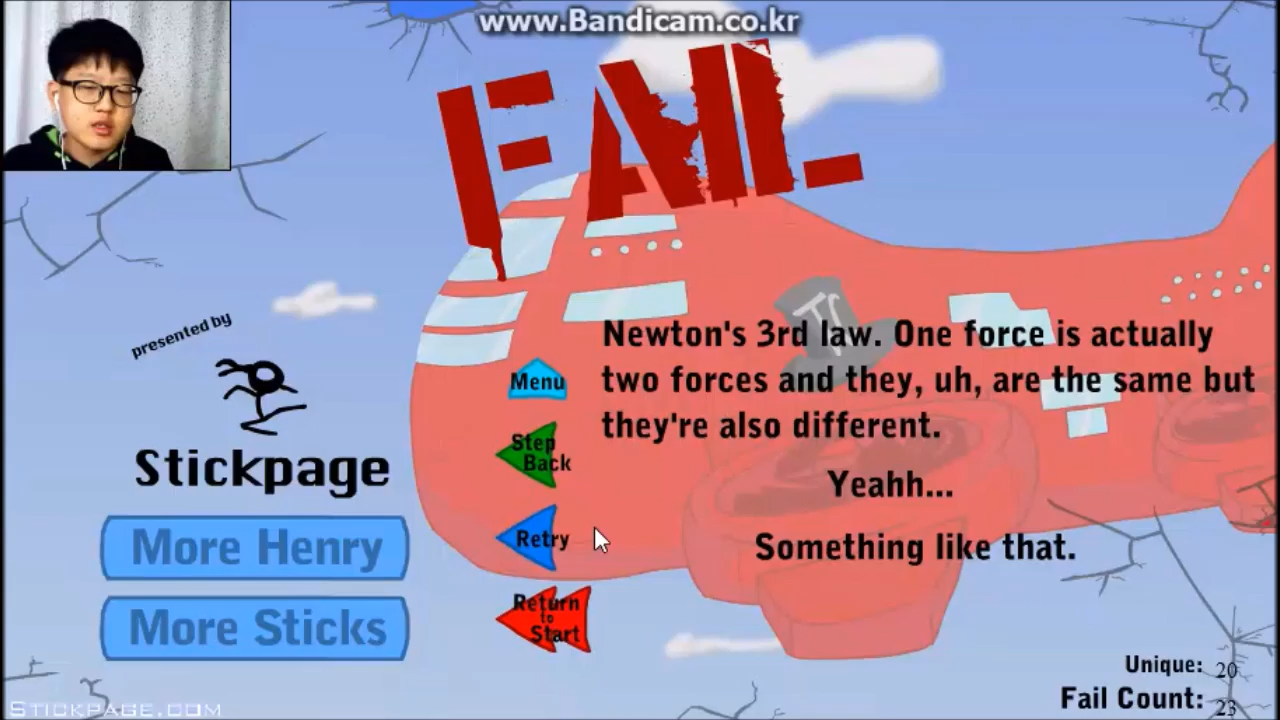 www.Bandicam.co.kr
FAIL
TS
presented by
Stickpage
More Henry
More Sticks
Menu
Step
Back
Retry
Return
to
Start
Newton's 3rd law. One force is actually
two forces and they, uh, are the same but
they're also different.
Yeahh...
Something like that.
Unique: 20
Fail Count: 23
STICKPAGE.COM